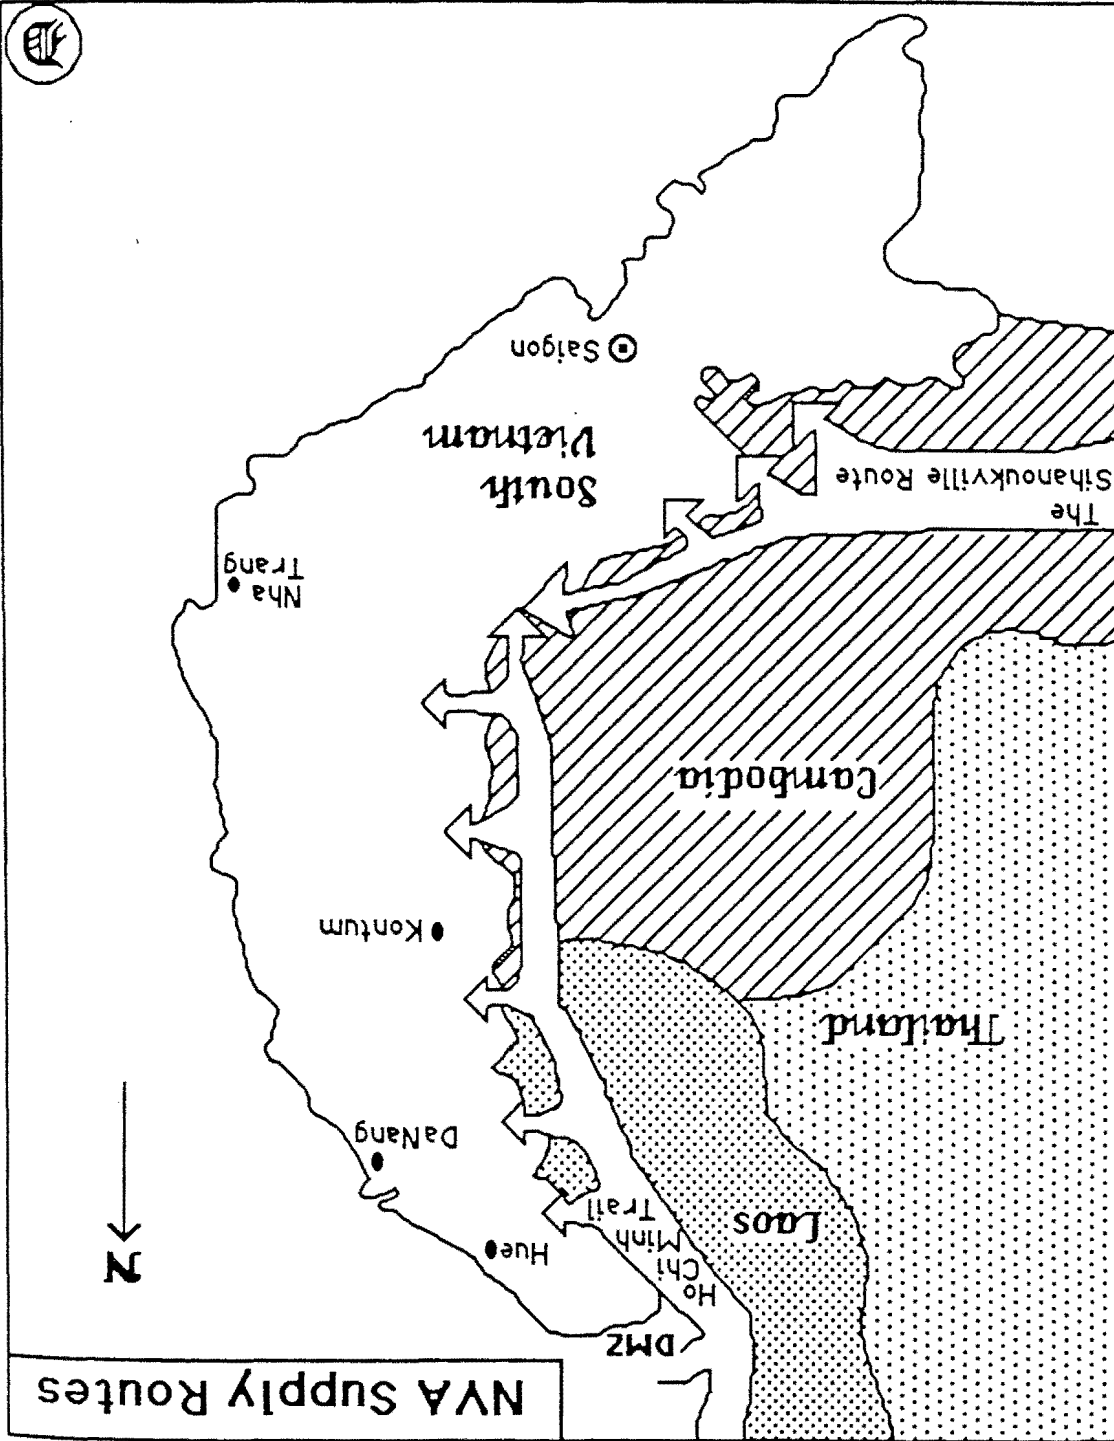 NVA Supply Routes
DMZ
Ho
Chi
Minh
Trail
Hue
N
Laos
DaNang
Thailand
Kontum
Cambodia
Nha
Trang
The
Sihanoukville Route
South
Vietnam
Saigon